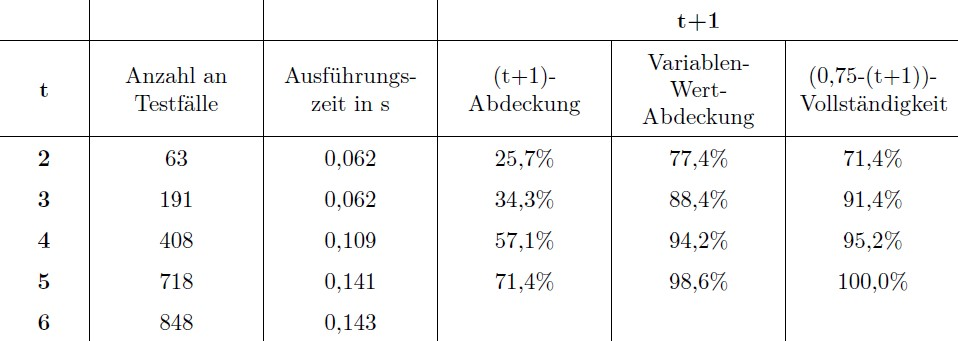 t+1
t Anzahl an Testfälle Ausführungs- zeit in s (t+1)- Abdeckung Variablen- Wert- Abdeckung (0,75-(t+1))- Vollständigkeit
2 63 0,062 25,7% 77,4% 71,4%
3 191 0,062 34,3% 88,4% 91,4%
4 408 0,109 57,1% 94,2% 95,2%
5 718 0,141 71,4% 98,6% 100,0%
6 848 0,143